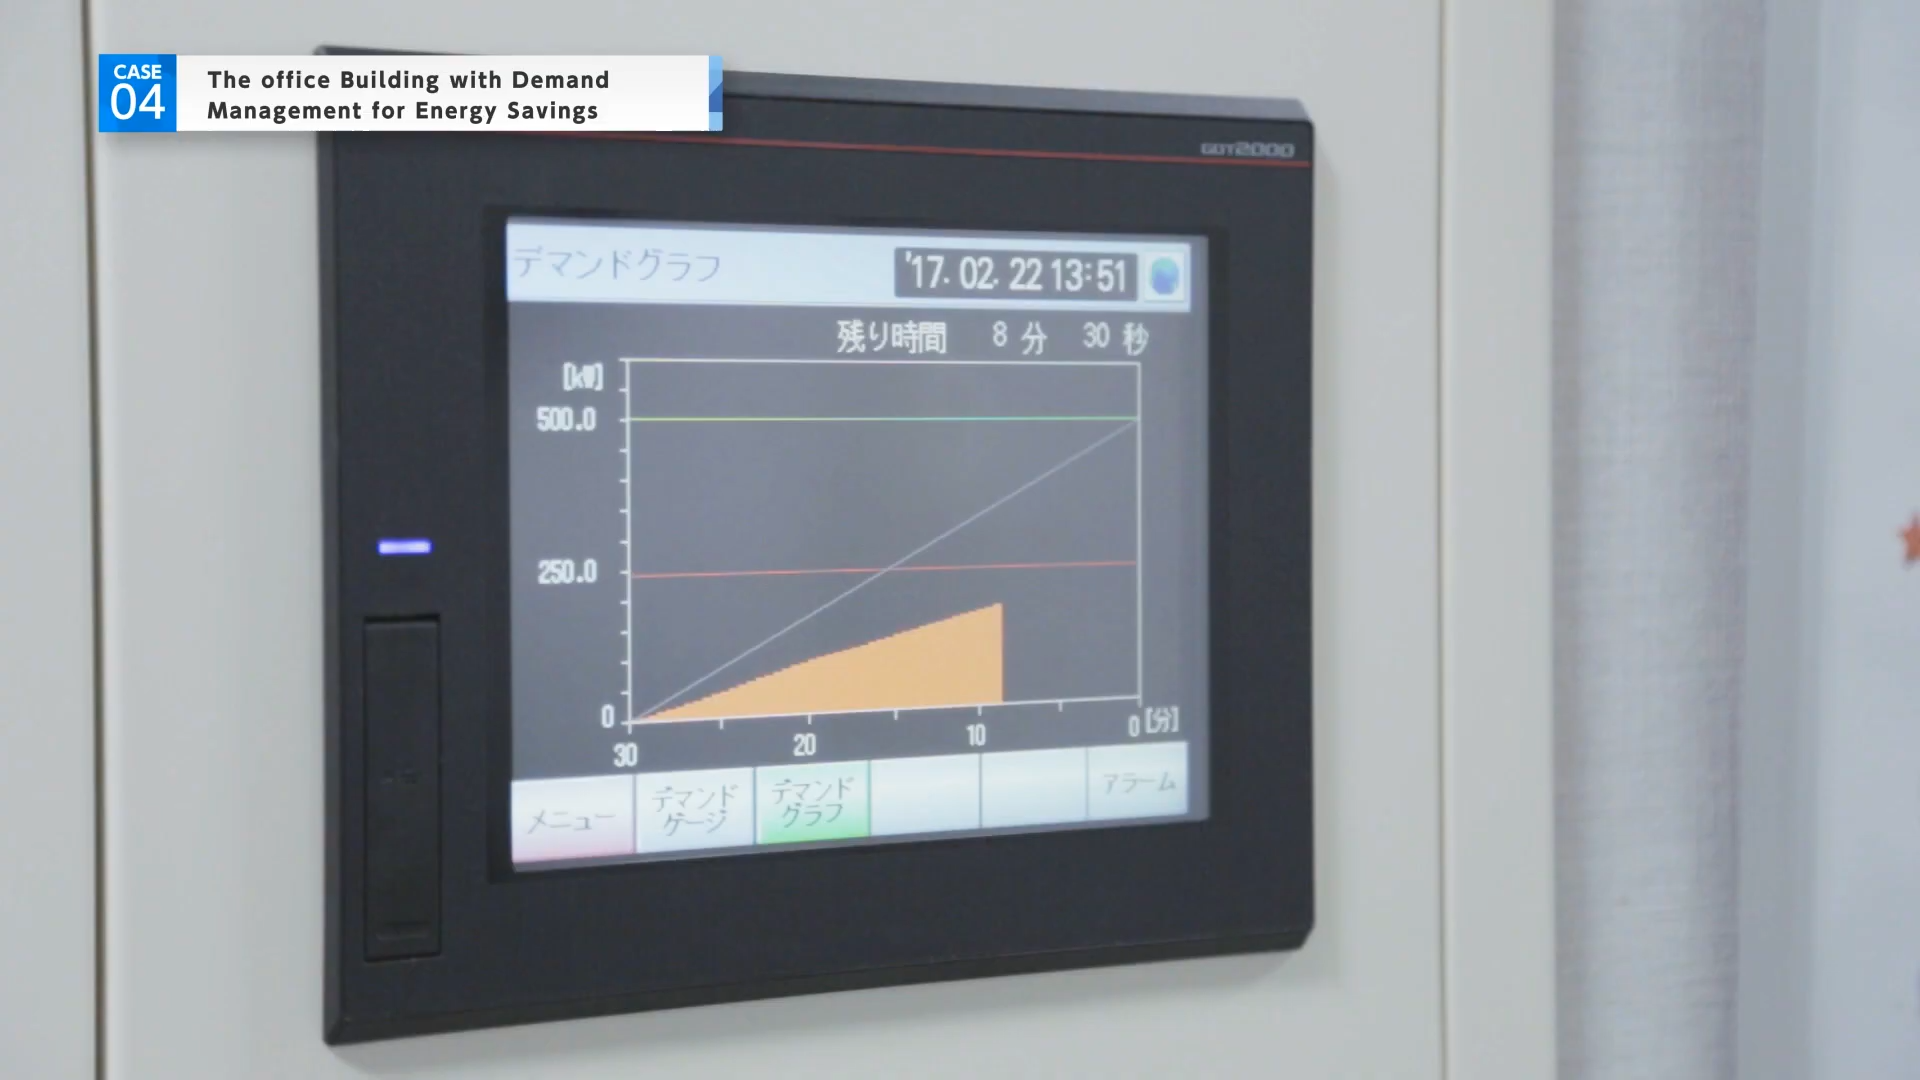 CASE
04
The office Building with Demand
Management for Energy Savings
GOT2000
デマンドグラフ
'17.02.22 13:51
残り時間 8 分 30 秒
[kW]
500.0
250.0
0
30 20 10 0 [分]
メニュー
デマンド
ゲージ
デマンド
グラフ
アラーム